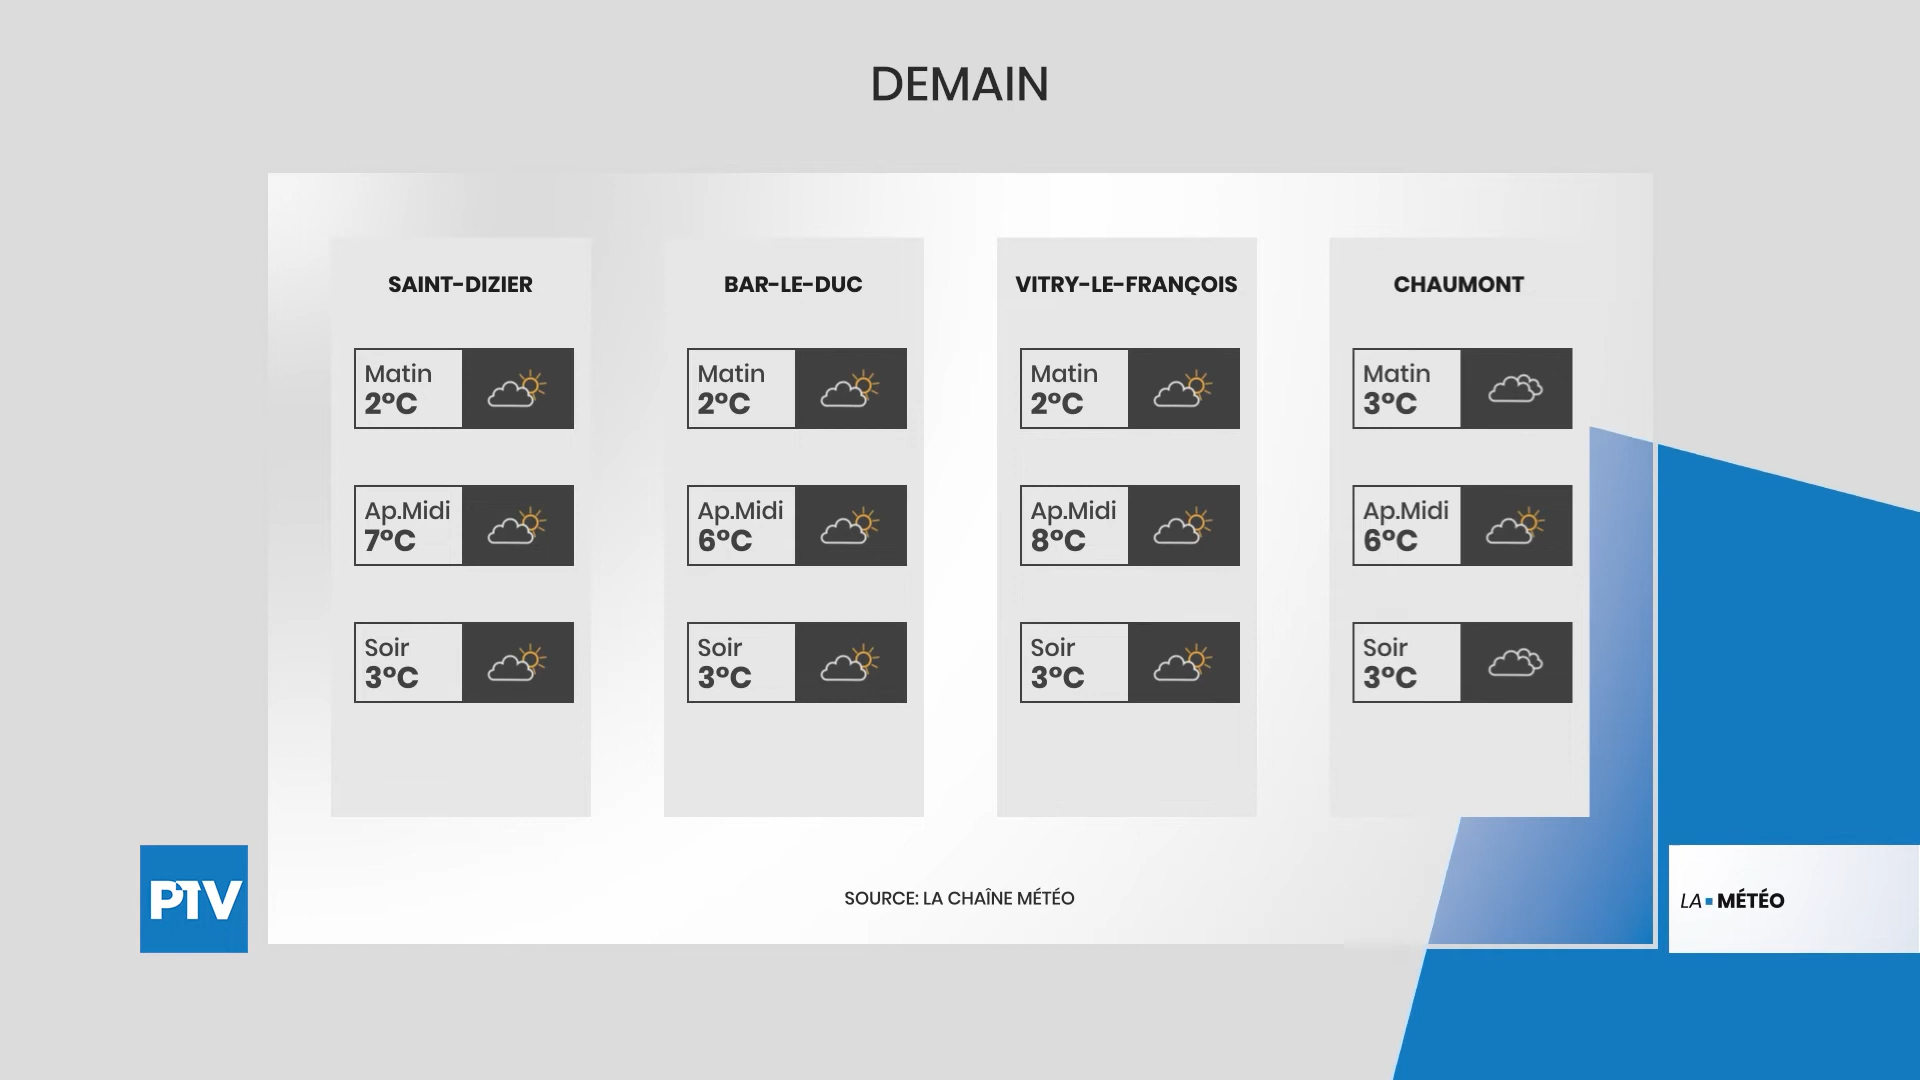 DEMAIN
SAINT-DIZIER
Matin
2°C
Ap.Midi
7°C
Soir
3°C
BAR-LE-DUC
Matin
2°C
Ap.Midi
6°C
Soir
3°C
VITRY-LE-FRANÇOIS
Matin
2°C
Ap.Midi
8°C
Soir
3°C
CHAUMONT
Matin
3°C
Ap.Midi
6°C
Soir
3°C
SOURCE: LA CHAÎNE MÉTÉO
PTV
LA▪MÉTÉO